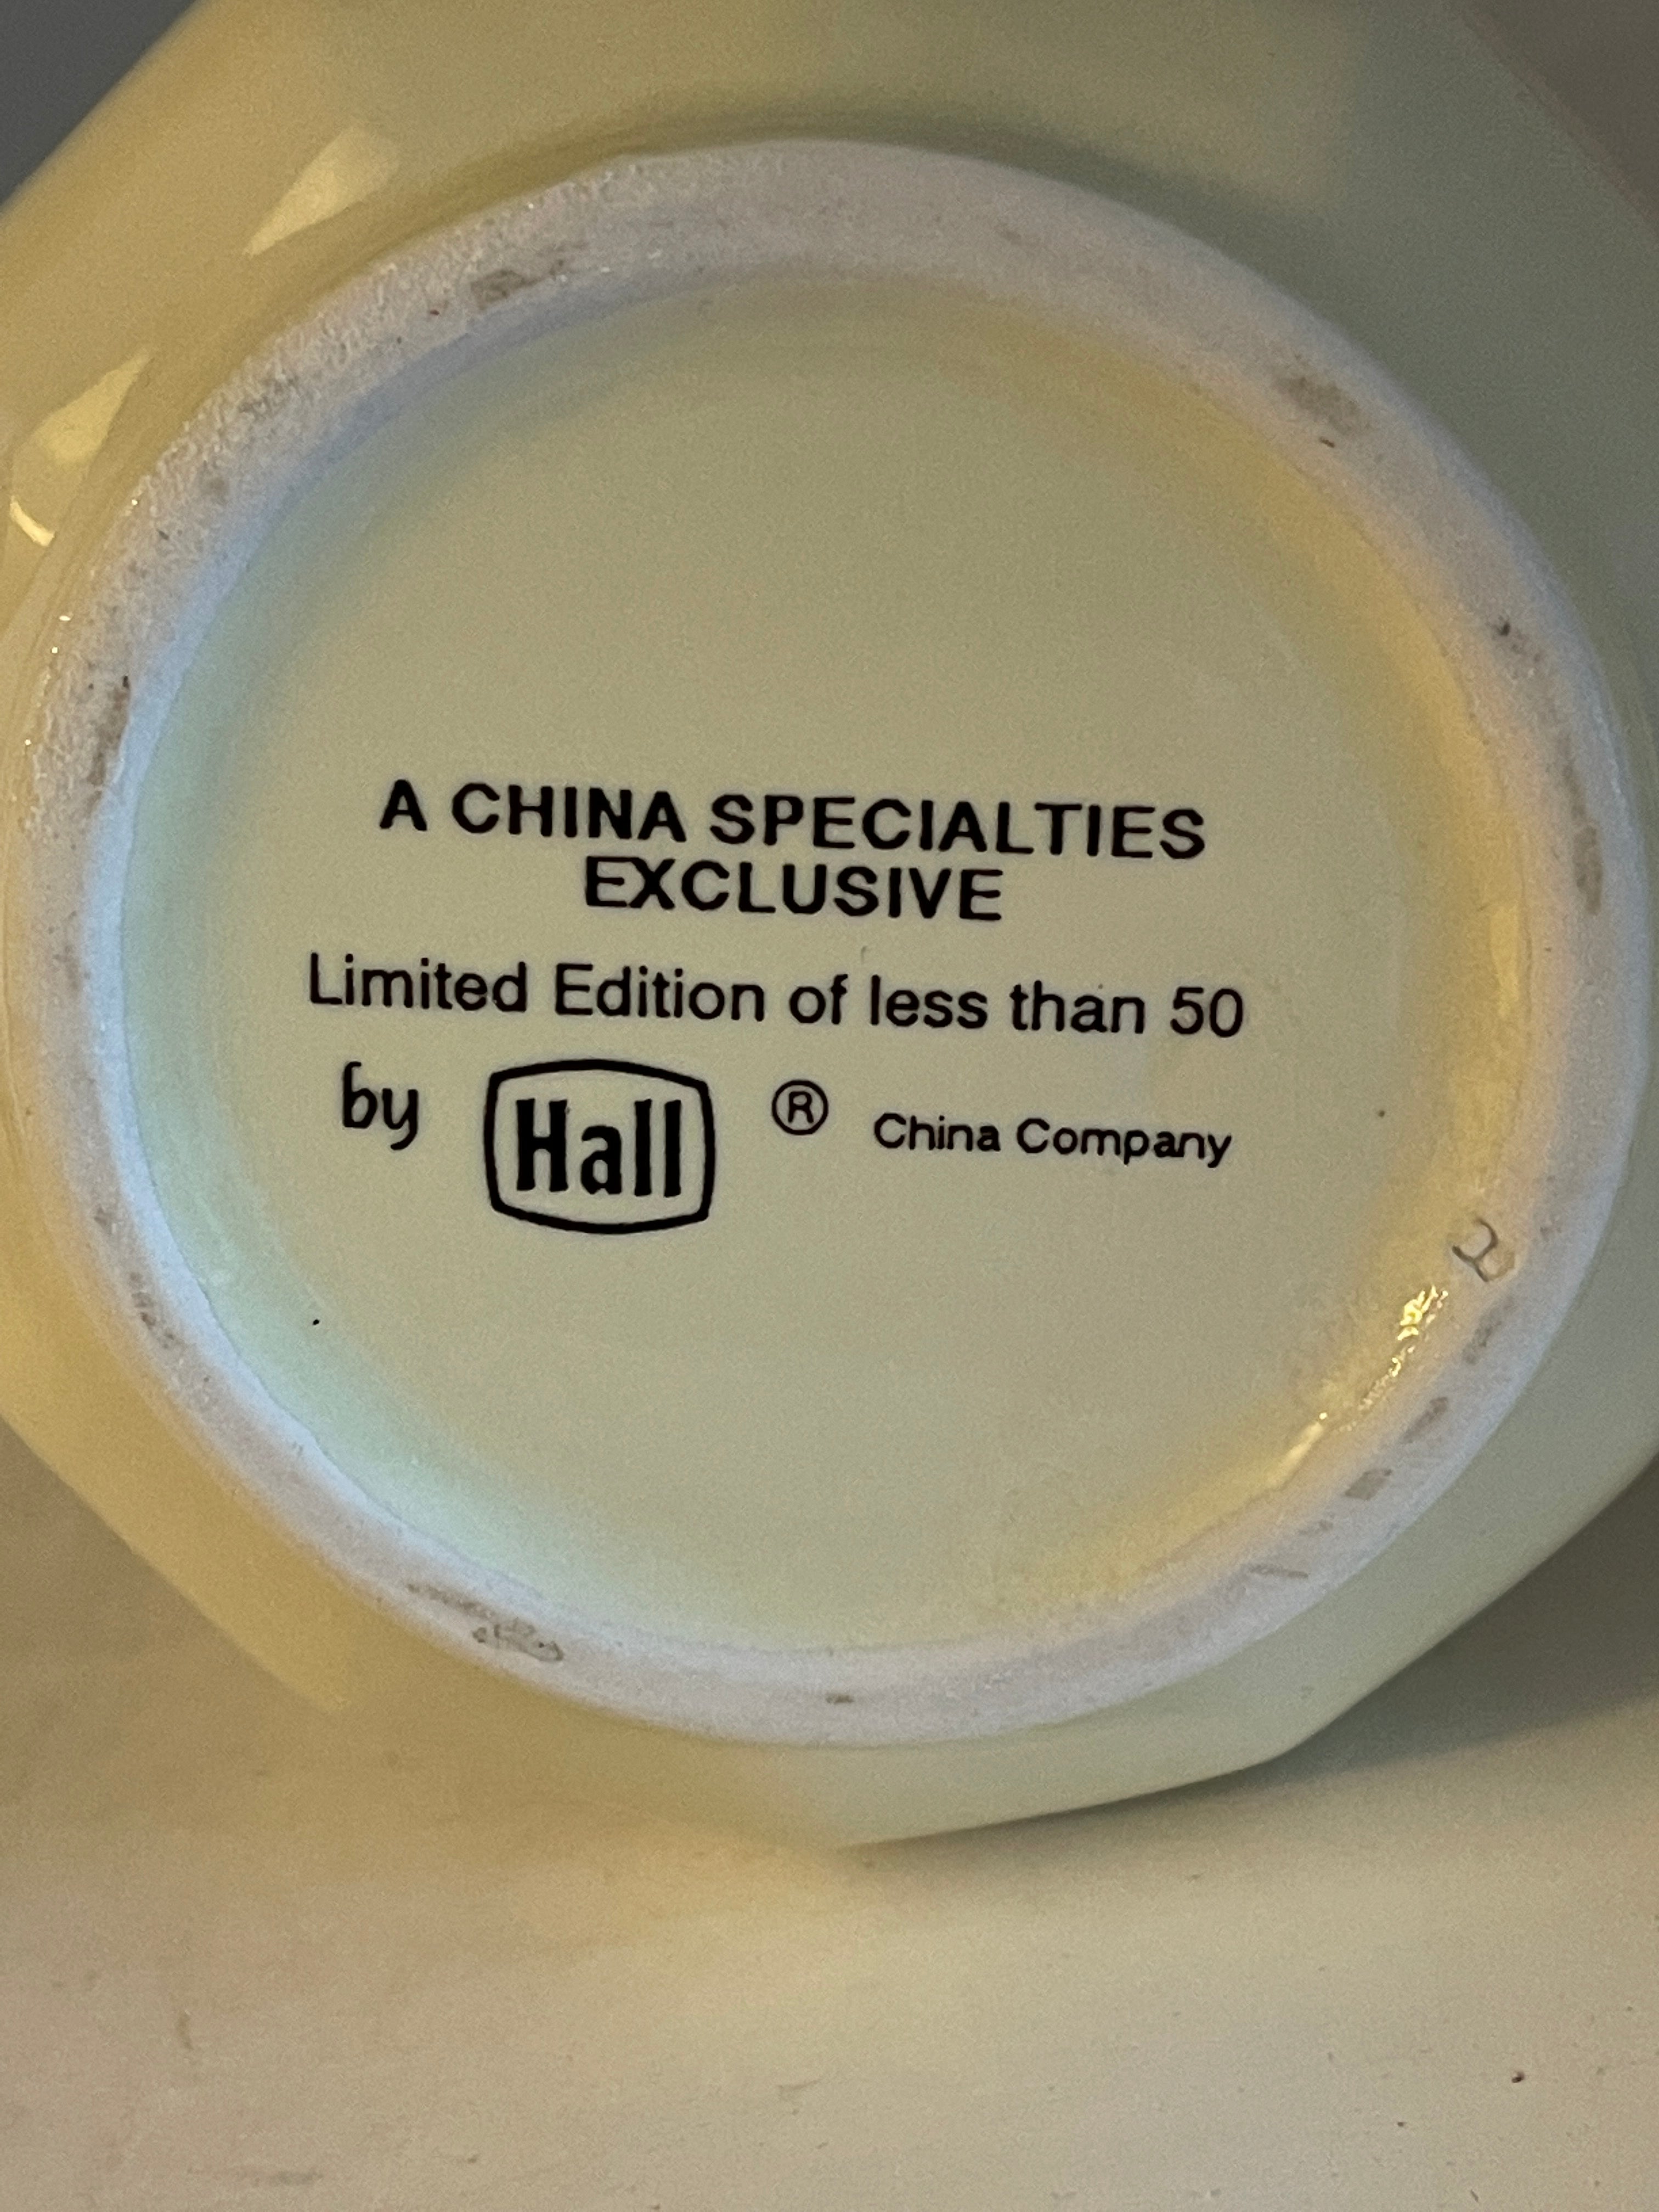 A CHINA SPECIALTIES
EXCLUSIVE
Limited Edition of less than 50
by Hall ® China Company